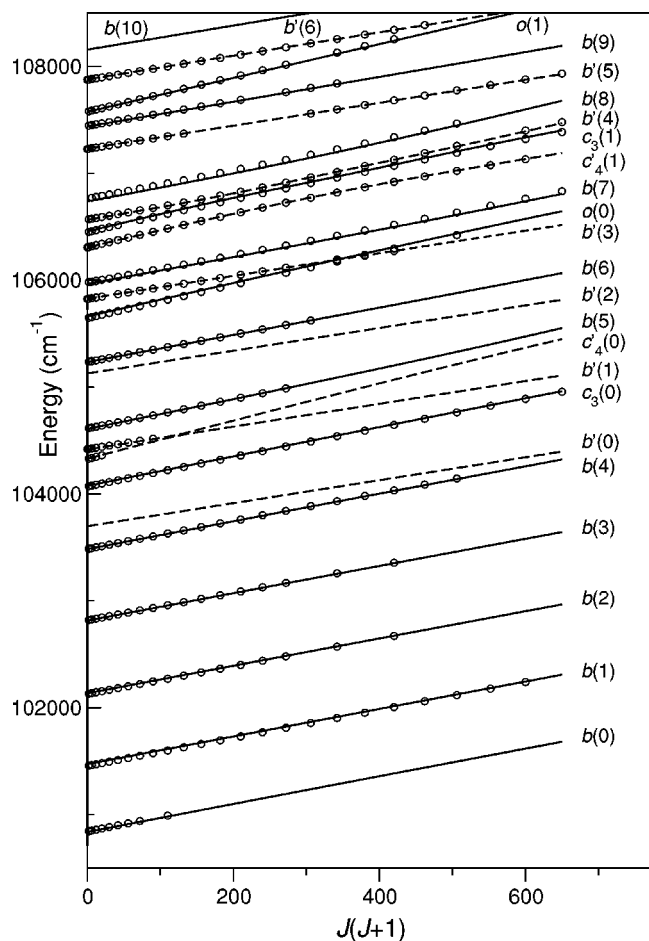 b(10)
b'(6)
o(1)
b(9)
108000
b'(5)
b(8)
b'(4)
c₃(1)
c'₄(1)
b(7)
o(0)
106000
b'(3)
b(6)
b'(2)
b(5)
c'₄(0)
b'(1)
c₃(0)
Energy (cm⁻¹)
104000
b'(0)
b(4)
b(3)
b(2)
102000
b(1)
b(0)
0 200 400 600
J(J+1)